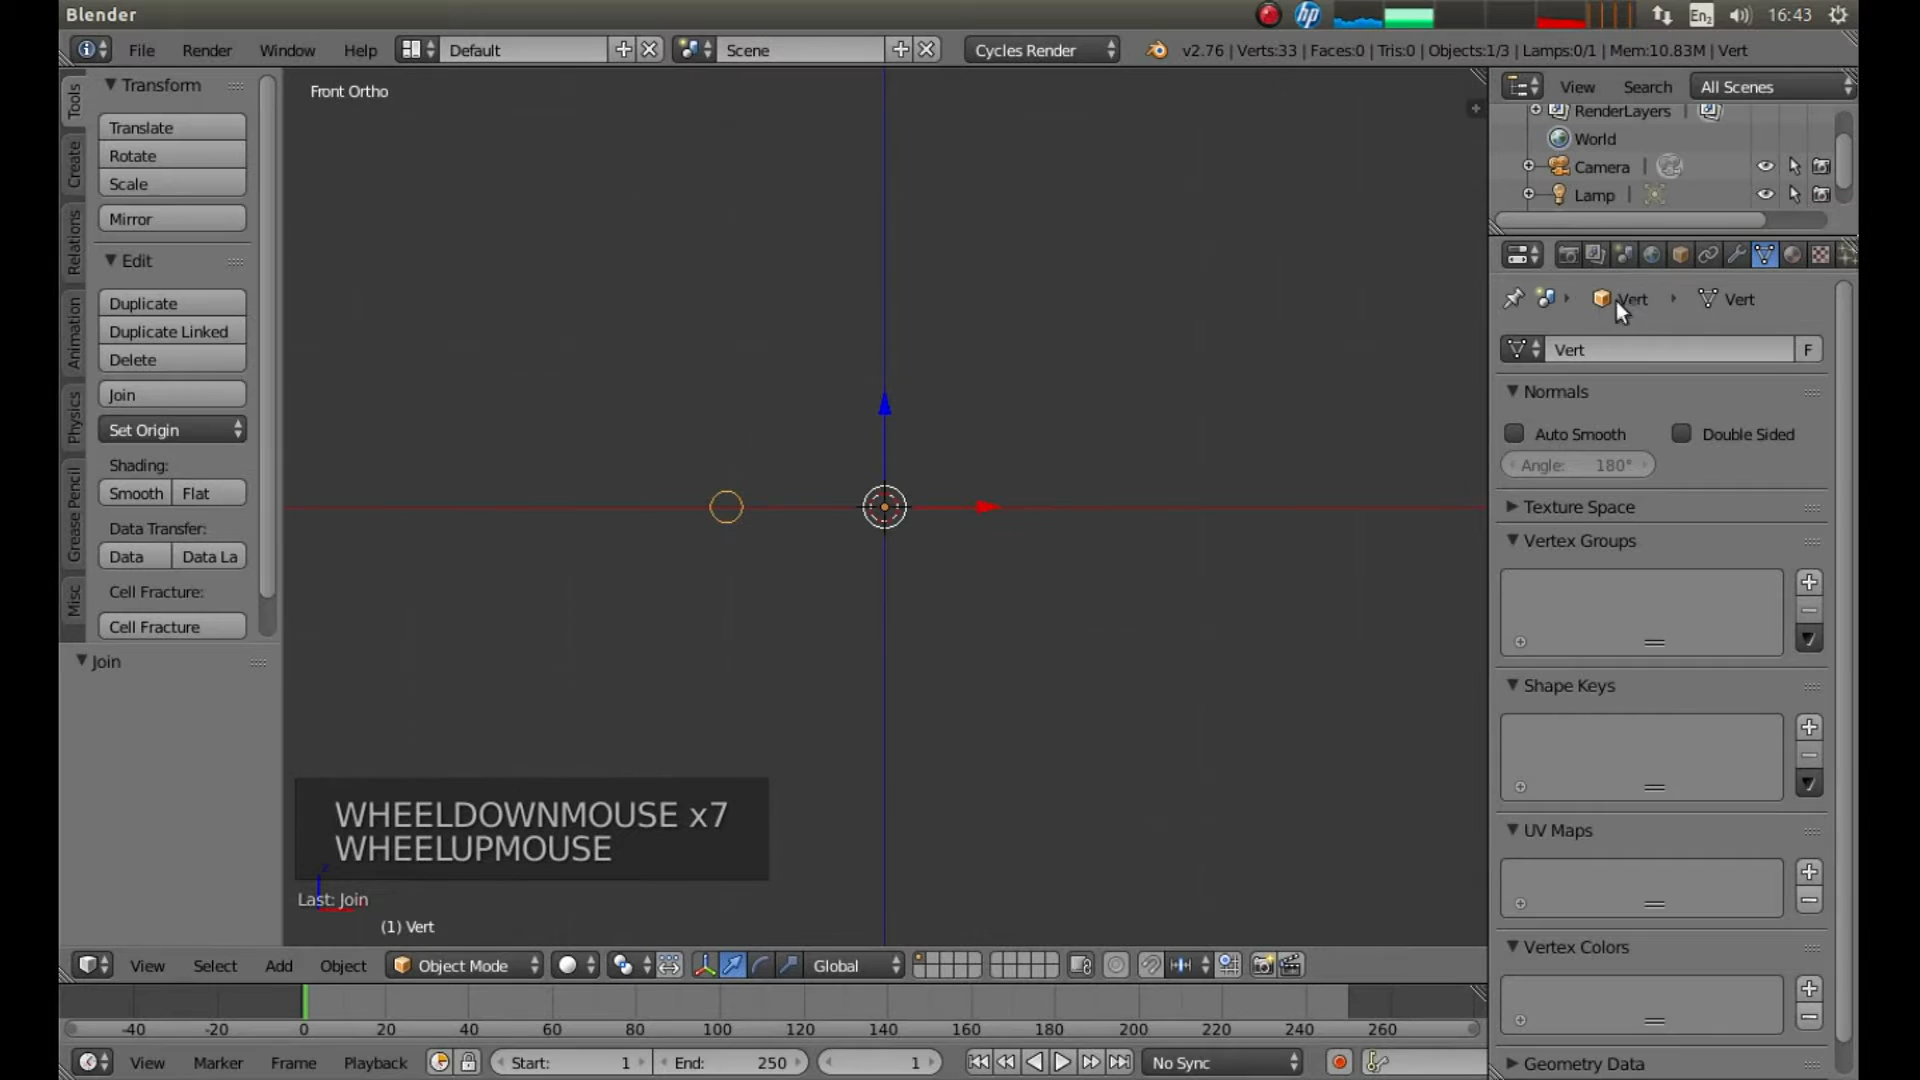 Blender
En2
16:43
File
Render
Window
Help
Default
Scene
Cycles Render
v2.76 | Verts:33 | Faces:0 | Tris:0 | Objects:1/3 | Lamps:0/1 | Mem:10.83M | Vert
Tools
Create
Relations
Animation
Physics
Grease Pencil
Misc
Transform
Translate
Rotate
Scale
Mirror
Edit
Duplicate
Duplicate Linked
Delete
Join
Set Origin
Shading:
Smooth
Flat
Data Transfer:
Data
Data La
Cell Fracture:
Cell Fracture
Join
Front Ortho
WHEELDOWNMOUSE x7
WHEELUPMOUSE
Last: Join
(1) Vert
View
Search
All Scenes
RenderLayers
World
Camera
Lamp
Vert
Vert
Vert
F
Normals
Auto Smooth
Double Sided
Angle: 180°
Texture Space
Vertex Groups
Shape Keys
UV Maps
Vertex Colors
Geometry Data
View
Select
Add
Object
Object Mode
Global
-40
-20
0
20
40
60
80
100
120
140
160
180
200
220
240
260
View
Marker
Frame
Playback
Start: 1
End: 250
1
No Sync